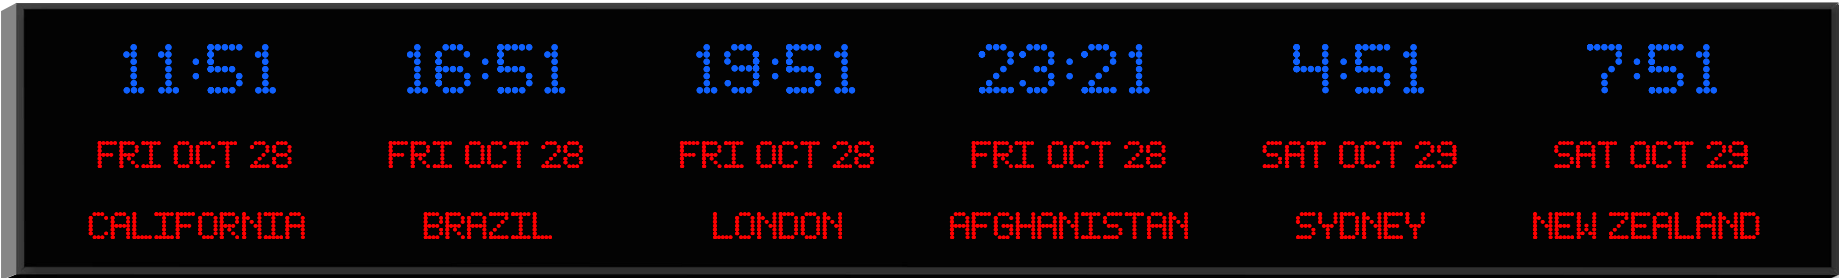 11:51 16:51 19:51 23:21 4:51 7:51
FRI OCT 28 FRI OCT 28 FRI OCT 28 FRI OCT 28 SAT OCT 29 SAT OCT 29
CALIFORNIA BRAZIL LONDON AFGHANISTAN SYDNEY NEW ZEALAND